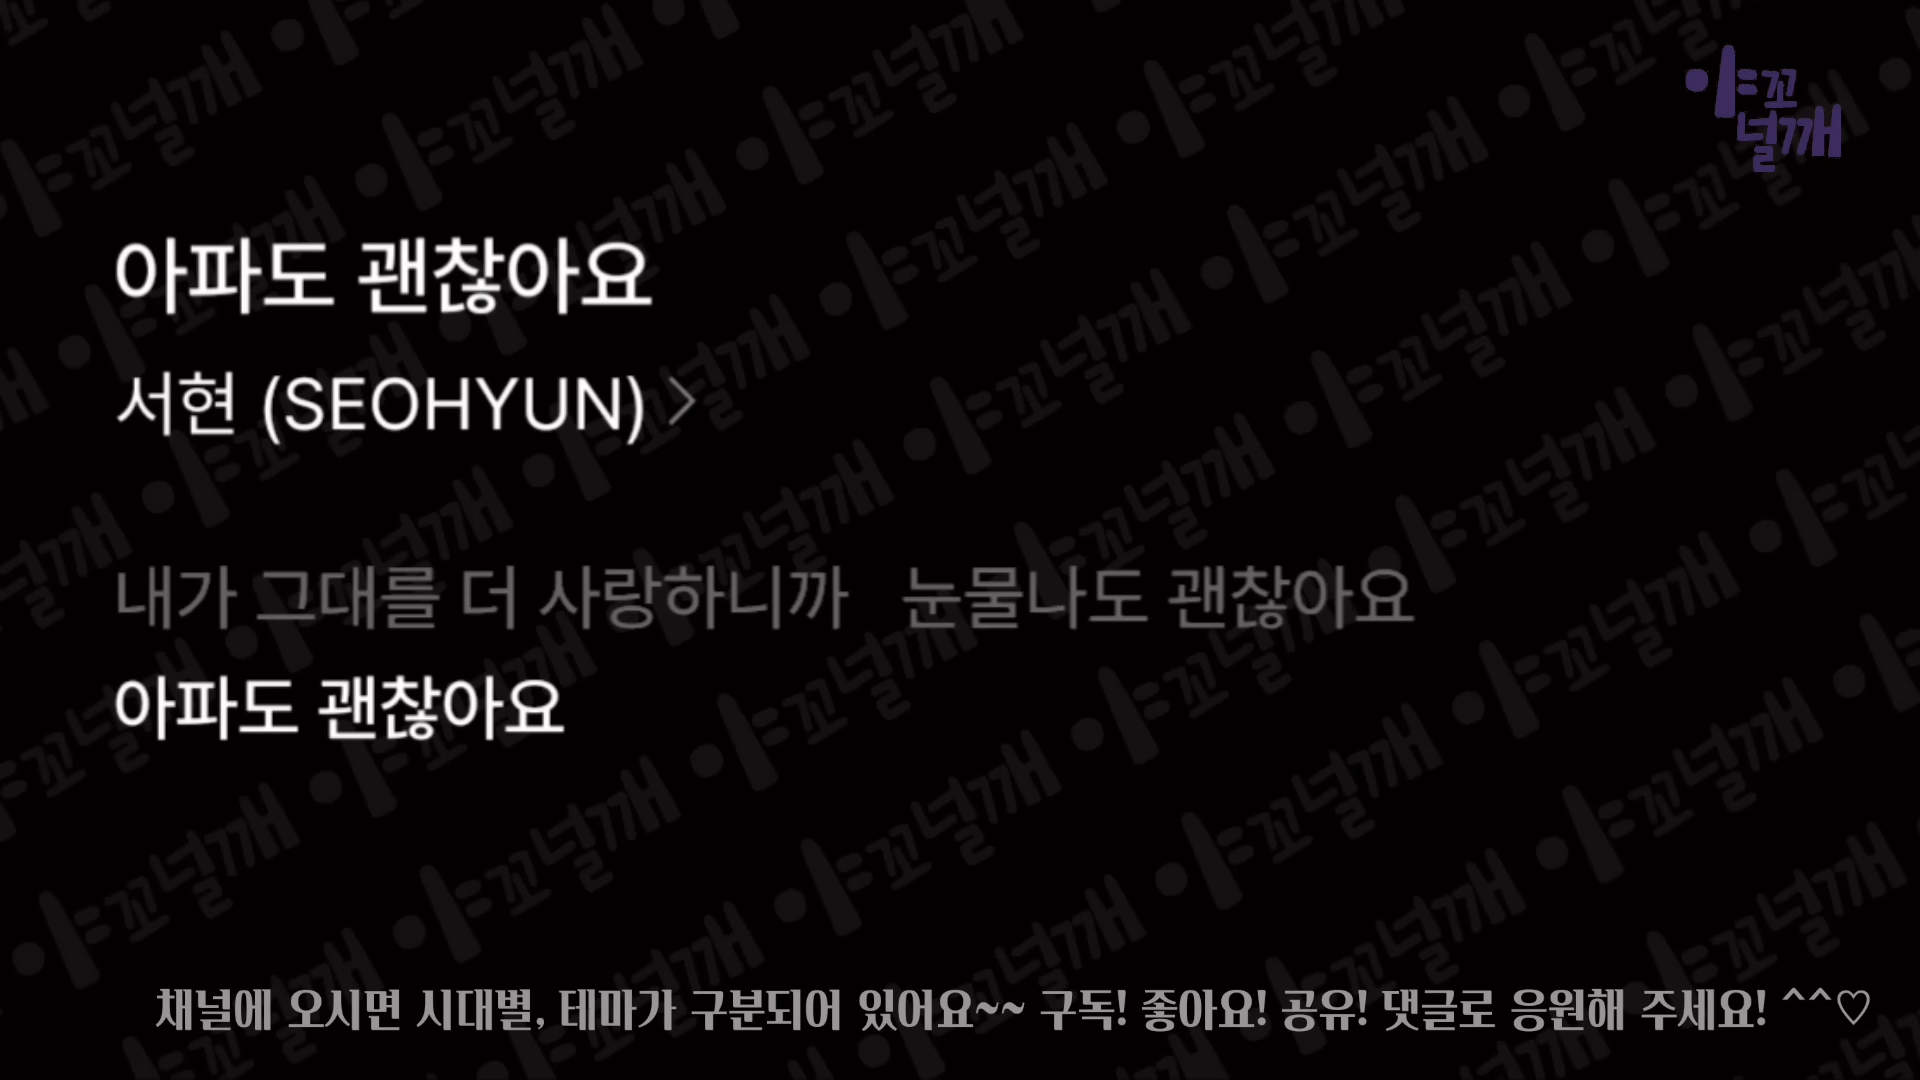 야꼬
널깨
아파도 괜찮아요
서현 (SEOHYUN) >
내가 그대를 더 사랑하니까 눈물나도 괜찮아요
아파도 괜찮아요
채널에 오시면 시대별, 테마가 구분되어 있어요~~ 구독! 좋아요! 공유! 댓글로 응원해 주세요! ^^♡